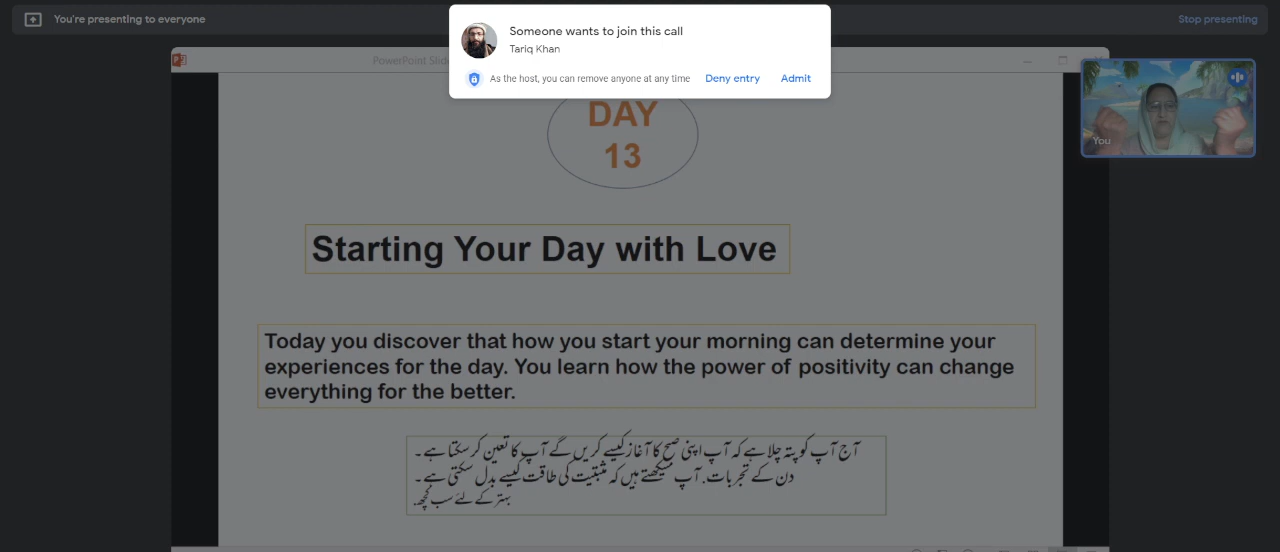 You're presenting to everyone
Stop presenting
Someone wants to join this call
Tariq Khan
As the host, you can remove anyone at any time
Deny entry
Admit
PowerPoint Slide
You
DAY
13
Starting Your Day with Love
Today you discover that how you start your morning can determine your
experiences for the day. You learn how the power of positivity can change
everything for the better.
آج آپ کو پتہ چلا ہے کہ آپ اپنی صبح کا آغاز کیسے کریں گے آپ کا تعین کر سکتا ہے۔
دن کے تجربات. آپ سیکھتے ہیں کہ مثبتیت کی طاقت کیسے بدل سکتی ہے۔
بہتر کے لئے سب کچھ.